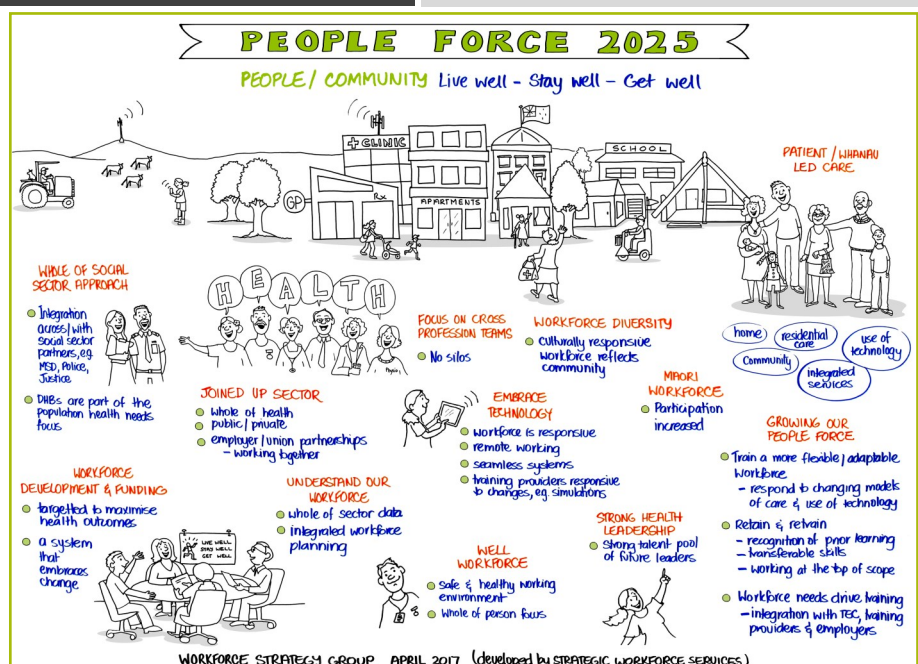 PEOPLE FORCE 2025
PEOPLE/COMMUNITY Live well - Stay well - Get well
+ CLINIC
SCHOOL
GP
Rx
APARTMENTS
PATIENT / WHANAU
LED CARE
home
residential
care
use of
technology
Community
integrated
services
WHOLE OF SOCIAL
SECTOR APPROACH
Integration
across/with
social sector
partners, eg.
MSD, Police,
Justice
DHBs are part of the
population health needs
focus
HEALTH
JOINED UP SECTOR
whole of health
public/private
employer/union partnerships
- working together
FOCUS ON CROSS
PROFESSION TEAMS
No silos
WORKFORCE DIVERSITY
Culturally responsive
workforce reflects
community
EMBRACE
TECHNOLOGY
workforce is responsive
remote working
seamless systems
training providers responsive
to changes, eg. simulations
MAORI
WORKFORCE
Participation
increased
GROWING OUR
PEOPLE FORCE
Train a more flexible/adaptable
workforce
- respond to changing models
of care & use of technology
Retain & retrain
- recognition of prior learning
- transferable skills
- working at the top of scope
Workforce needs drive training
- integration with TEC, training
providers & employers
WORKFORCE
DEVELOPMENT & FUNDING
targetted to maximise
health outcomes
a system
that
embraces
change
LIVE WELL
STAY WELL
GET WELL
UNDERSTAND OUR
WORKFORCE
whole of sector data
integrated workforce
planning
WELL
WORKFORCE
safe & healthy working
environment
whole of person focus
STRONG HEALTH
LEADERSHIP
Strong talent pool
of future leaders
WORKFORCE STRATEGY GROUP APRIL 2017 (developed by STRATEGIC WORKFORCE SERVICES)